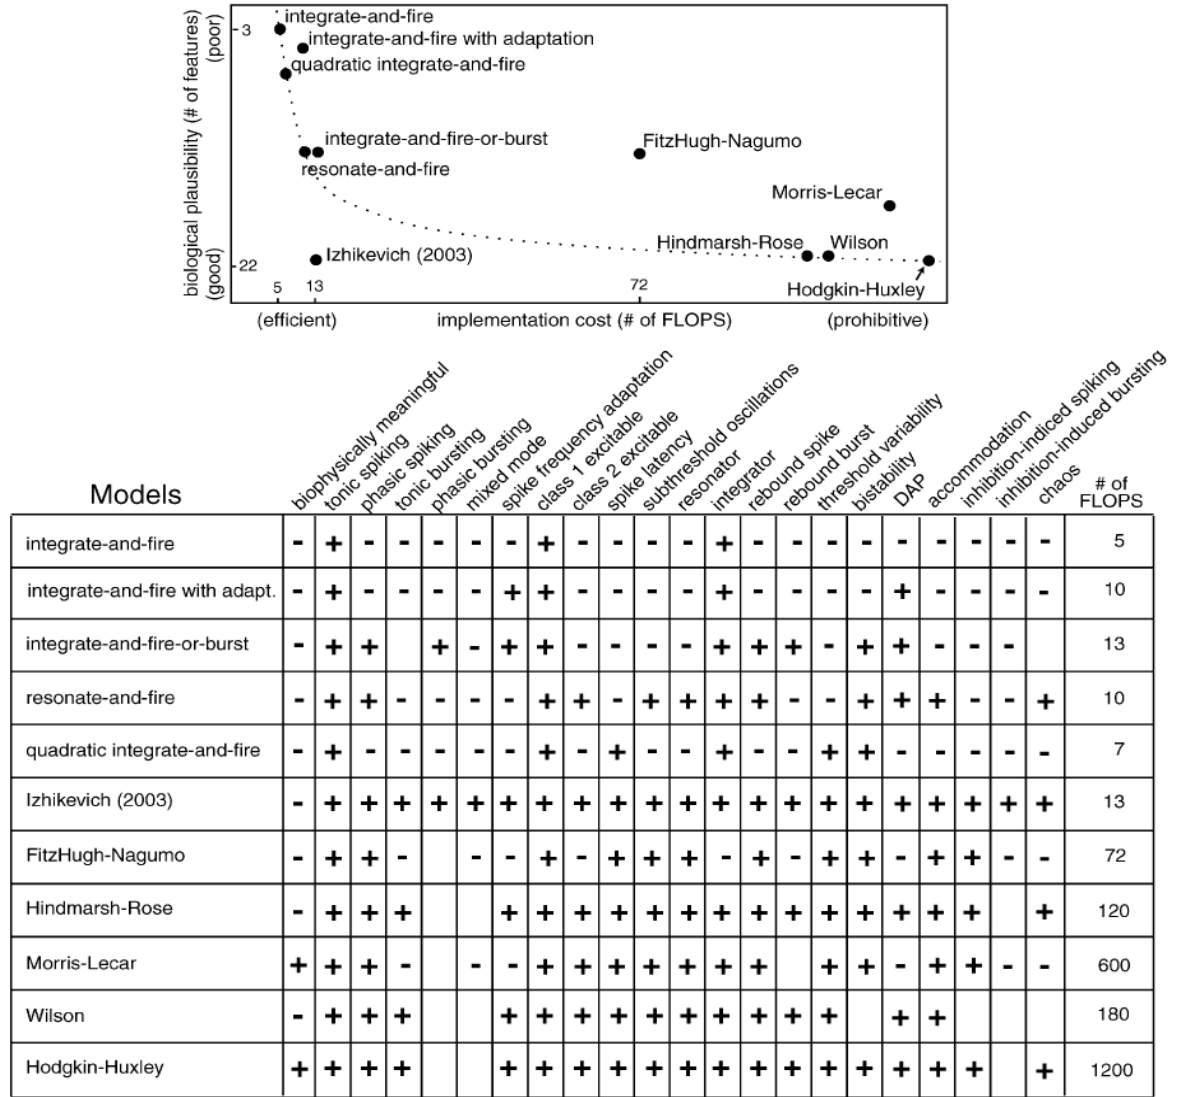 biological plausibility (# of features)
(poor)
(good)
3
22
integrate-and-fire
integrate-and-fire with adaptation
quadratic integrate-and-fire
integrate-and-fire-or-burst
resonate-and-fire
FitzHugh-Nagumo
Morris-Lecar
Hindmarsh-Rose
Wilson
Izhikevich (2003)
Hodgkin-Huxley
5 13 72
(efficient) implementation cost (# of FLOPS) (prohibitive)
Models
biophysically meaningful
tonic spiking
phasic spiking
tonic bursting
phasic bursting
mixed mode
spike frequency adaptation
class 1 excitable
class 2 excitable
spike latency
subthreshold oscillations
resonator
integrator
rebound spike
rebound burst
threshold variability
bistability
DAP
accommodation
inhibition-indiced spiking
inhibition-induced bursting
chaos
# of
FLOPS
integrate-and-fire - + - - - - - + - - - - + - - - - - - - - - 5
integrate-and-fire with adapt. - + - - - - + + - - - - + - - - - + - - - - 10
integrate-and-fire-or-burst - + + + - + + - - - - + + + - + + - - - 13
resonate-and-fire - + + - - - - + + - + + + + - - + + + - - + 10
quadratic integrate-and-fire - + - - - - - + - + - - + - - + + - - - - - 7
Izhikevich (2003) - + + + + + + + + + + + + + + + + + + + + + 13
FitzHugh-Nagumo - + + - - - + - + + + - + - + + - + + - - 72
Hindmarsh-Rose - + + + + + + + + + + + + + + + + + + 120
Morris-Lecar + + + - - - + + + + + + + + + - + + - - 600
Wilson - + + + + + + + + + + + + + + + 180
Hodgkin-Huxley + + + + + + + + + + + + + + + + + + + 1200